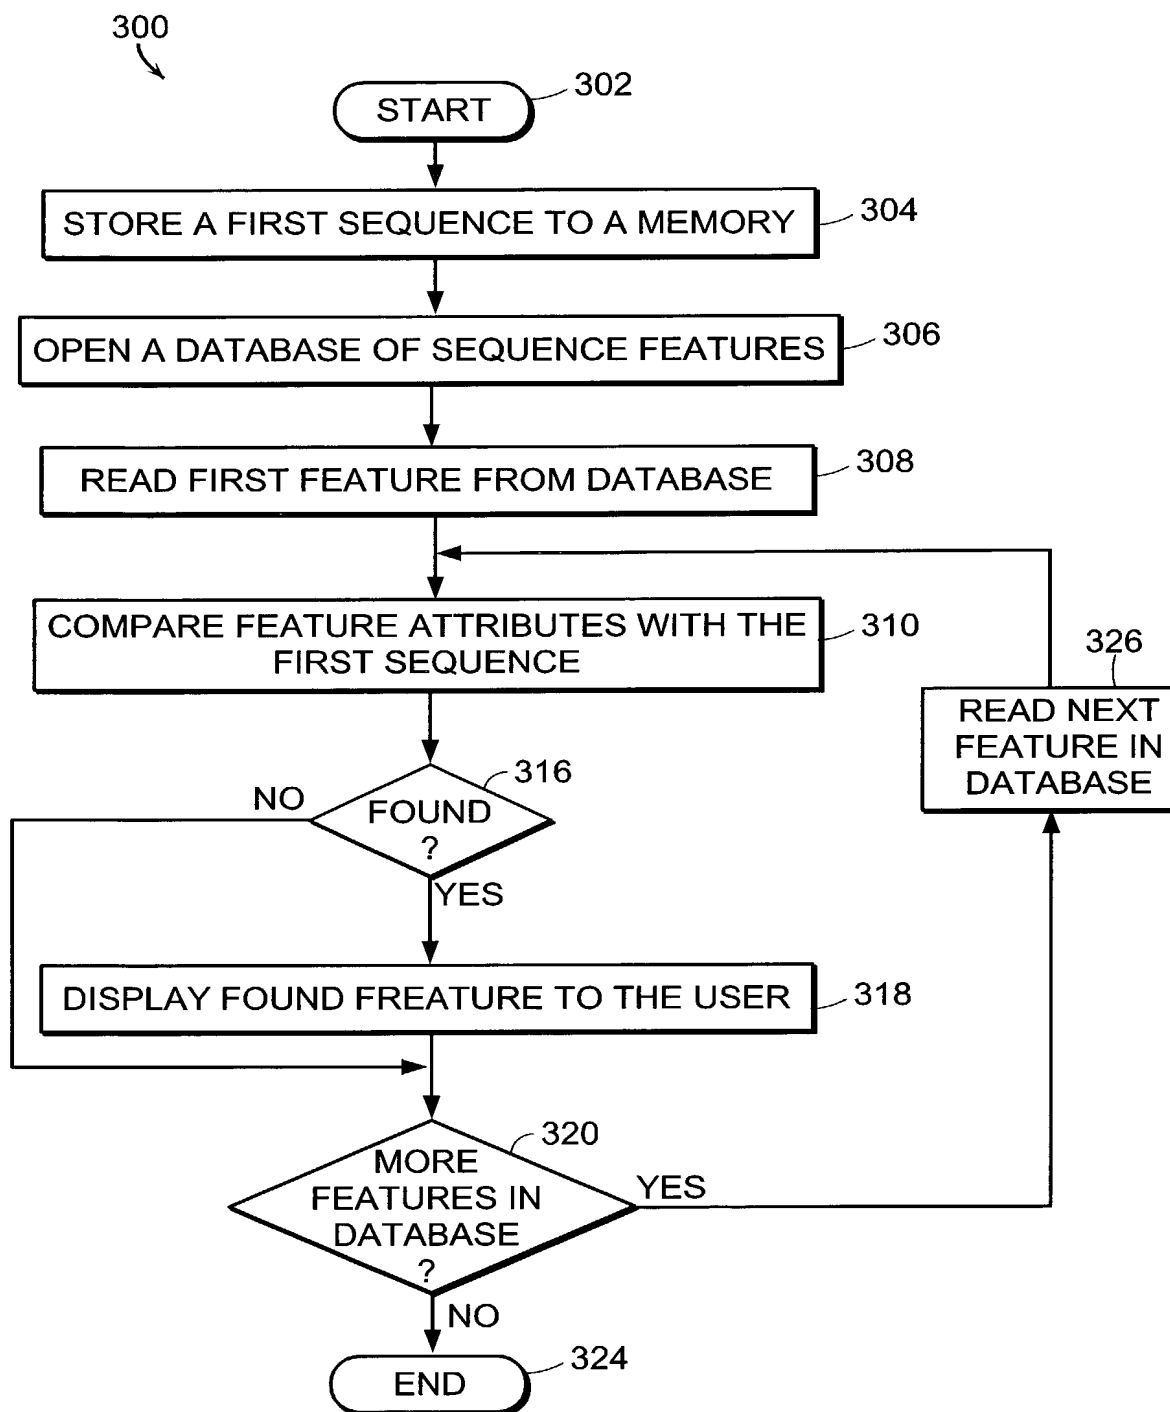 300
START
302
STORE A FIRST SEQUENCE TO A MEMORY
304
OPEN A DATABASE OF SEQUENCE FEATURES
306
READ FIRST FEATURE FROM DATABASE
308
COMPARE FEATURE ATTRIBUTES WITH THE
FIRST SEQUENCE
310
326
READ NEXT
FEATURE IN
DATABASE
316
NO
FOUND
?
YES
DISPLAY FOUND FREATURE TO THE USER
318
320
MORE
FEATURES IN
DATABASE
?
YES
NO
END
324